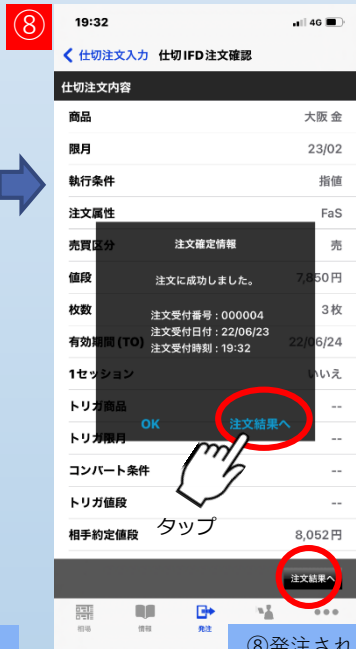 ⑧
19:32
4G
仕切注文入力 仕切IFD注文確認
仕切注文内容
商品 大阪 金
限月 23/02
執行条件 指値
注文属性 FaS
売買区分 売
値段 7,850円
枚数 3枚
有効期間(TO) 22/06/24
1セッション いいえ
トリガ商品 --
トリガ限月 --
コンバート条件 --
トリガ値段 --
相手約定値段 8,052円
注文確定情報
注文に成功しました。
注文受付番号:000004
注文受付日付:22/06/23
注文受付時刻:19:32
OK 注文結果へ
タップ
注文結果へ
相場 情報 発注
⑧発注され